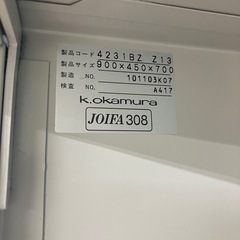 製品コード 4231BZ Z13
製品サイズ 900×450×700
製造 NO. 101103K07
検査 NO. A417
k.okamura
JOIFA 308